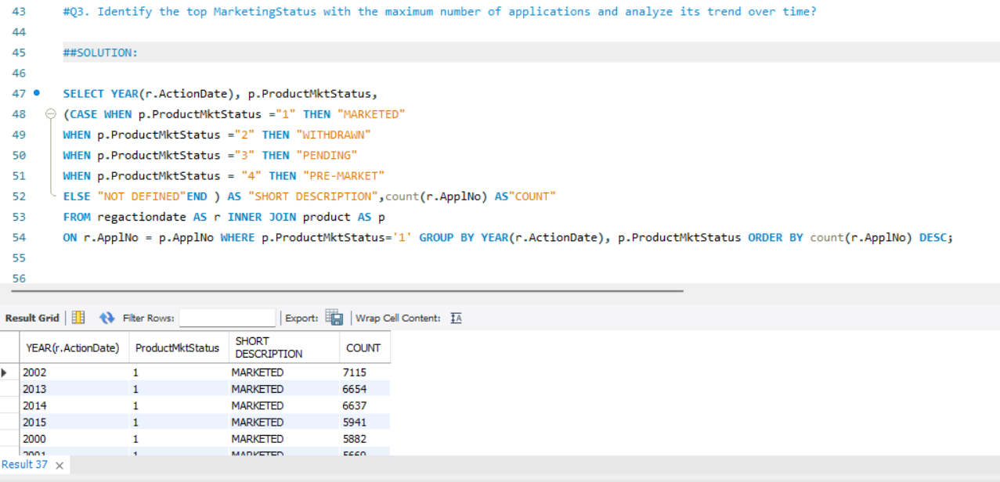 43 #Q3. Identify the top MarketingStatus with the maximum number of applications and analyze its trend over time?
44
45 ##SOLUTION:
46
47 SELECT YEAR(r.ActionDate), p.ProductMktStatus,
48 (CASE WHEN p.ProductMktStatus ="1" THEN "MARKETED"
49 WHEN p.ProductMktStatus ="2" THEN "WITHDRAWN"
50 WHEN p.ProductMktStatus ="3" THEN "PENDING"
51 WHEN p.ProductMktStatus = "4" THEN "PRE-MARKET"
52 ELSE "NOT DEFINED"END ) AS "SHORT DESCRIPTION",count(r.ApplNo) AS"COUNT"
53 FROM regactiondate AS r INNER JOIN product AS p
54 ON r.ApplNo = p.ApplNo WHERE p.ProductMktStatus='1' GROUP BY YEAR(r.ActionDate), p.ProductMktStatus ORDER BY count(r.ApplNo) DESC;
55
56
Result Grid Filter Rows: Export: Wrap Cell Content:
YEAR(r.ActionDate) ProductMktStatus SHORT DESCRIPTION COUNT
2002 1 MARKETED 7115
2013 1 MARKETED 6654
2014 1 MARKETED 6637
2015 1 MARKETED 5941
2000 1 MARKETED 5882
2001 1 MARKETED
Result 37